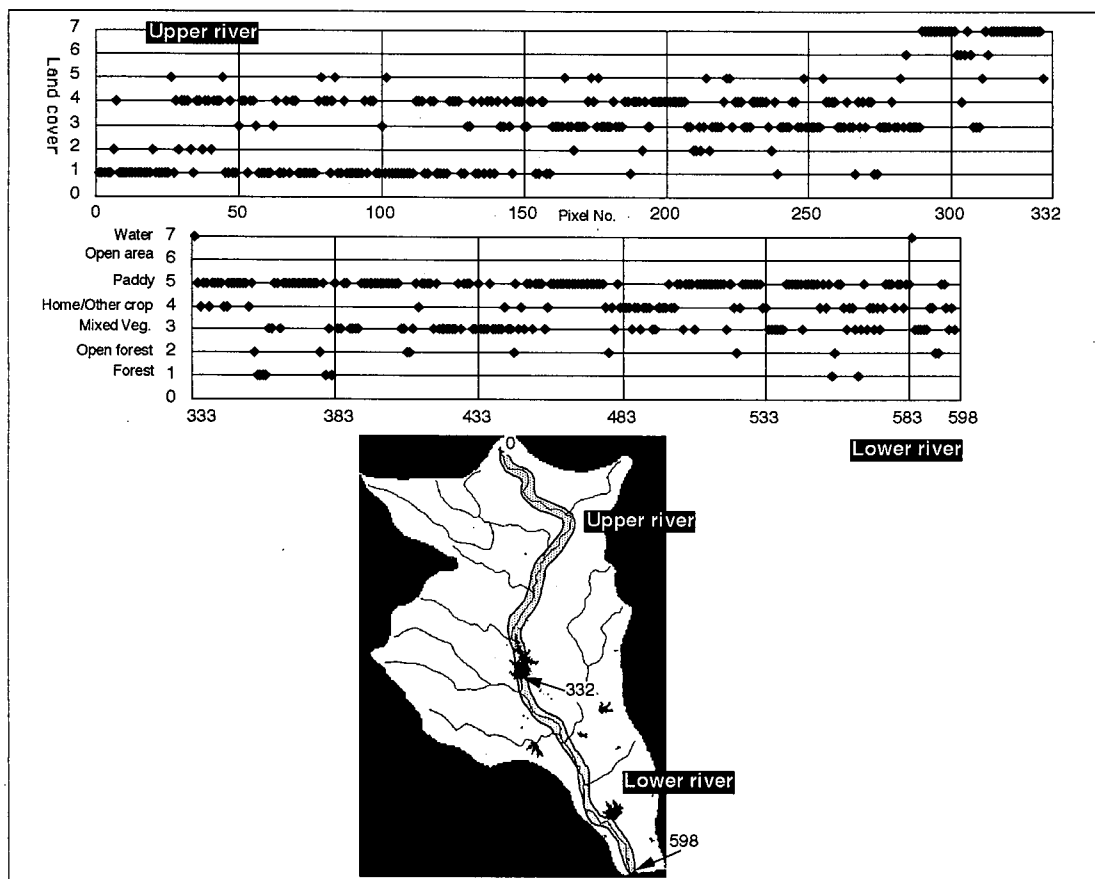 Upper river
Land cover
7
6
5
4
3
2
1
0
0 50 100 150 Pixel No. 200 250 300 332
Water 7
Open area 6
Paddy 5
Home/Other crop 4
Mixed Veg. 3
Open forest 2
Forest 1
0
333 383 433 483 533 583 598
Lower river
0
Upper river
332
Lower river
598